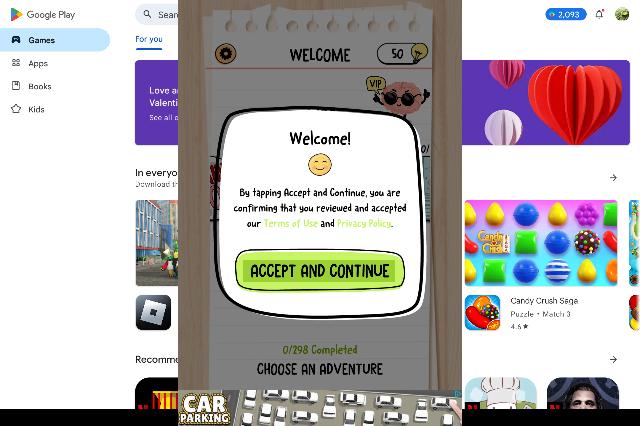 Google Play
Sear
2,093
Games
Apps
Books
Kids
For you
WELCOME
50
VIP
Love a
Valenti
See all
Welcome!
By tapping Accept and Continue, you are
confirming that you reviewed and accepted
our Terms of Use and Privacy Policy.
ACCEPT AND CONTINUE
In everyo
Download th
Candy Crush Saga
Puzzle • Match 3
4.6★
0/298 Completed
CHOOSE AN ADVENTURE
Recomme
CAR
PARKING